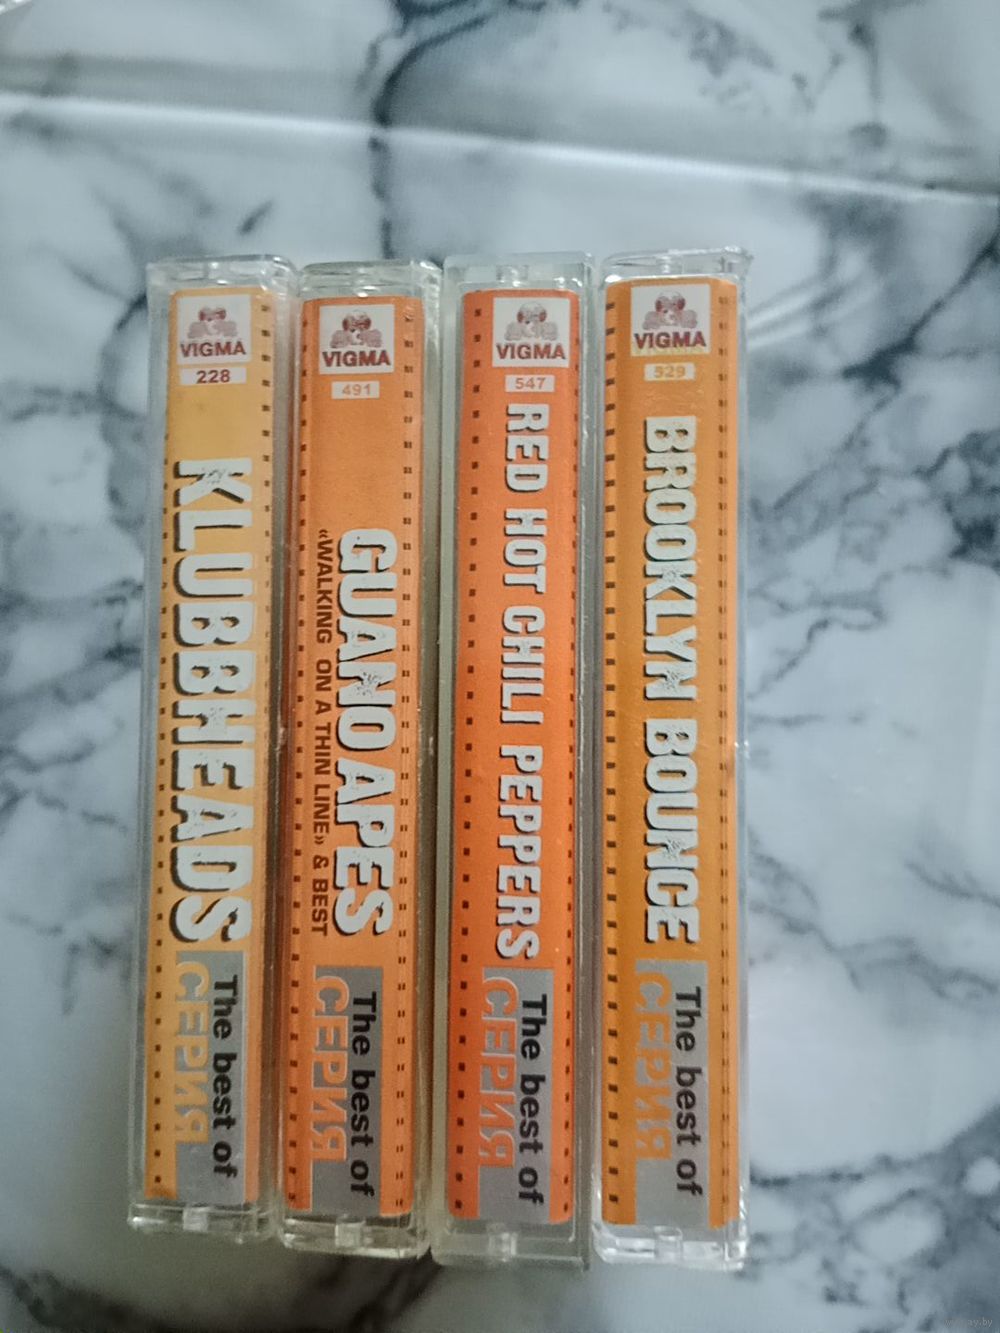 VIGMA
228
KLUBBHEADS
The best of
СЕРИЯ
VIGMA
491
GUANO APES
«WALKING ON A THIN LINE» & BEST
The best of
СЕРИЯ
VIGMA
547
RED HOT CHILI PEPPERS
The best of
СЕРИЯ
VIGMA
529
BROOKLYN BOUNCE
The best of
СЕРИЯ